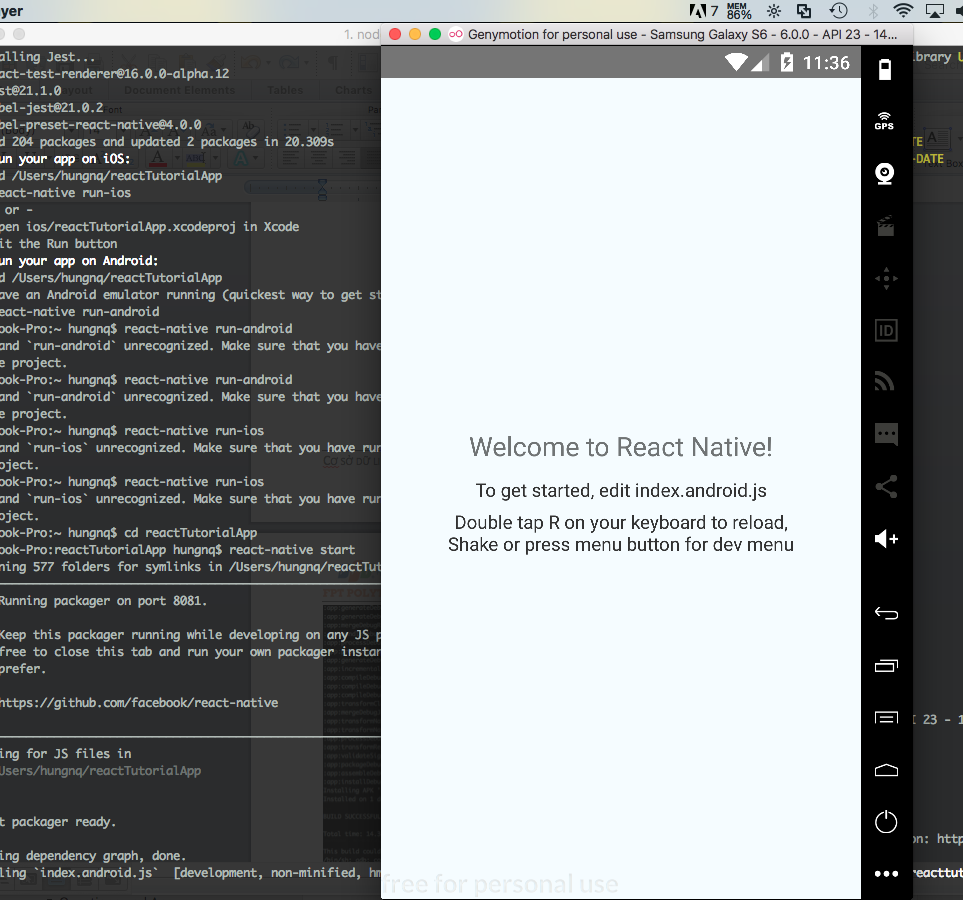 yer
7
MEM
86%
1. nod
Genymotion for personal use - Samsung Galaxy S6 - 6.0.0 - API 23 - 14...
11:36
alling Jest...
act-test-renderer@16.0.0-alpha.12
st@21.1.0
bel-jest@21.0.2
bel-preset-react-native@4.0.0
d 204 packages and updated 2 packages in 20.309s
un your app on iOS:
d /Users/hungnq/reactTutorialApp
eact-native run-ios
or -
pen ios/reactTutorialApp.xcodeproj in Xcode
it the Run button
un your app on Android:
d /Users/hungnq/reactTutorialApp
ave an Android emulator running (quickest way to get st
eact-native run-android
ook-Pro:~ hungnq$ react-native run-android
and `run-android` unrecognized. Make sure that you have
e project.
ook-Pro:~ hungnq$ react-native run-android
and `run-android` unrecognized. Make sure that you have
e project.
ook-Pro:~ hungnq$ react-native run-ios
and `run-ios` unrecognized. Make sure that you have run
oject.
ook-Pro:~ hungnq$ react-native run-ios
and `run-ios` unrecognized. Make sure that you have run
oject.
ook-Pro:~ hungnq$ cd reactTutorialApp
ook-Pro:reactTutorialApp hungnq$ react-native start
ning 577 folders for symlinks in /Users/hungnq/reactTut
Running packager on port 8081.
Keep this packager running while developing on any JS p
free to close this tab and run your own packager instan
prefer.
https://github.com/facebook/react-native
ing for JS files in
Users/hungnq/reactTutorialApp
t packager ready.
ing dependency graph, done.
ling `index.android.js` [development, non-minified, hm
Document Elements
Tables
Charts
Welcome to React Native!
To get started, edit index.android.js
Double tap R on your keyboard to reload,
Shake or press menu button for dev menu
free for personal use
GPS
ID
ibrary
TE
-DATE
I 23 - 1
on: http
reacttut